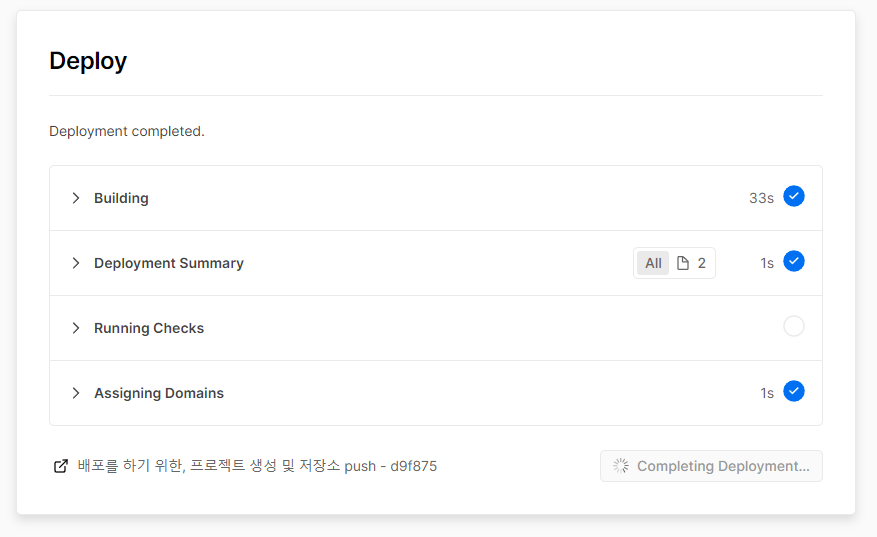 Deploy
Deployment completed.
Building 33s
Deployment Summary All 2 1s
Running Checks
Assigning Domains 1s
배포를 하기 위한, 프로젝트 생성 및 저장소 push - d9f875 Completing Deployment...